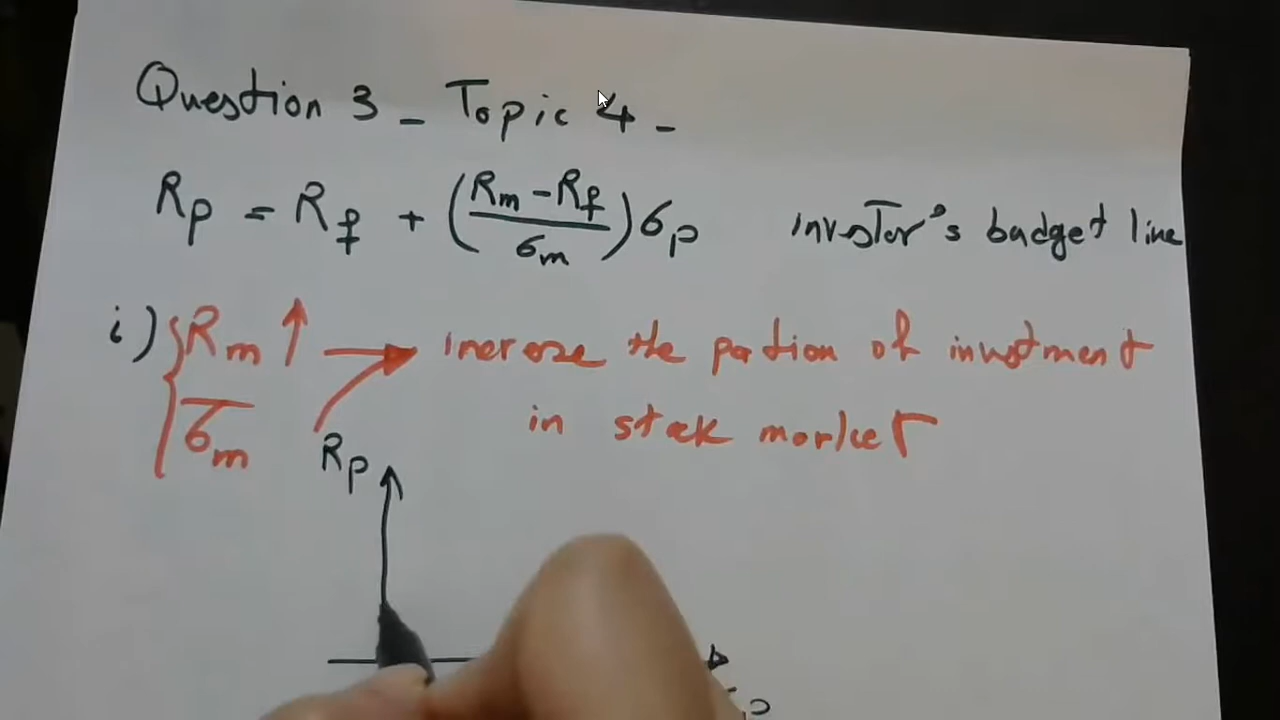 Question 3 - Topic 4 -
Rp = Rf + (Rm - Rf / σm) σp investor's budget line
i) { Rm ↑ → increase the portion of investment
σ̄m in stock market
Rp